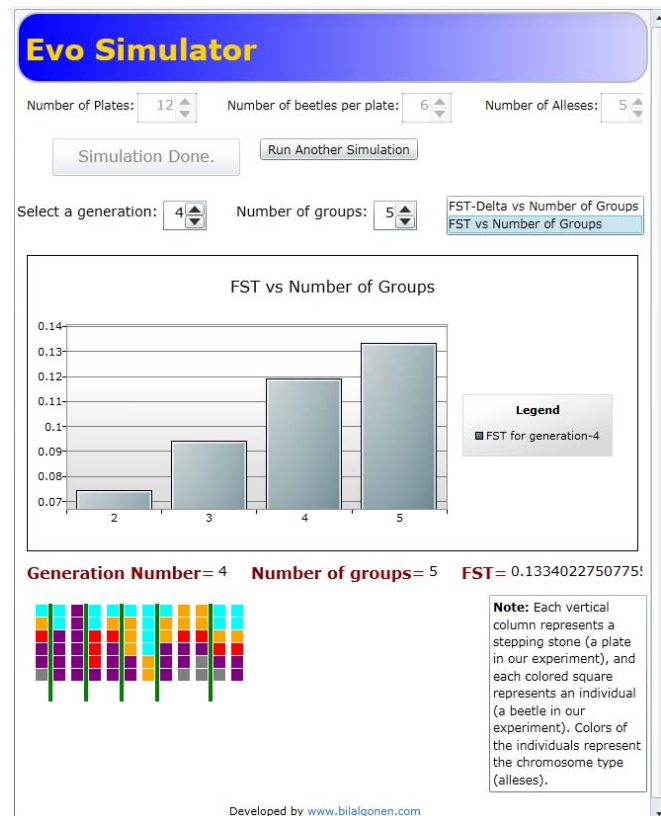 Evo Simulator
Number of Plates: 12 Number of beetles per plate: 6 Number of Alleses: 5
Simulation Done. Run Another Simulation
Select a generation: 4 Number of groups: 5
FST-Delta vs Number of Groups
FST vs Number of Groups
FST vs Number of Groups
0.14
0.13
0.12
0.11
0.1
0.09
0.08
0.07
2 3 4 5
Legend
FST for generation-4
Generation Number= 4 Number of groups= 5 FST= 0.13340227507755
Note: Each vertical
column represents a
stepping stone (a plate
in our experiment), and
each colored square
represents an individual
(a beetle in our
experiment). Colors of
the individuals represent
the chromosome type
(alleses).
Developed by www.bilalgonen.com